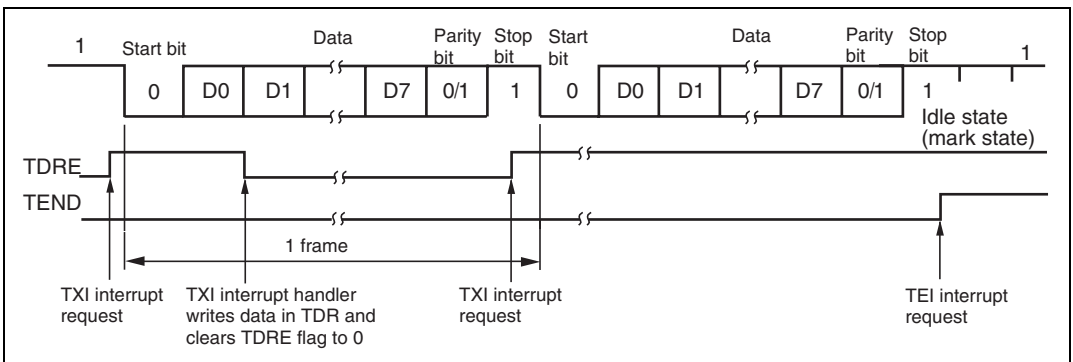 1 Start bit Data Parity bit Stop bit Start bit Data Parity bit Stop bit 1
0 D0 D1 D7 0/1 1 0 D0 D1 D7 0/1 1
Idle state
(mark state)
TDRE
TEND
1 frame
TXI interrupt
request
TXI interrupt handler
writes data in TDR and
clears TDRE flag to 0
TXI interrupt
request
TEI interrupt
request